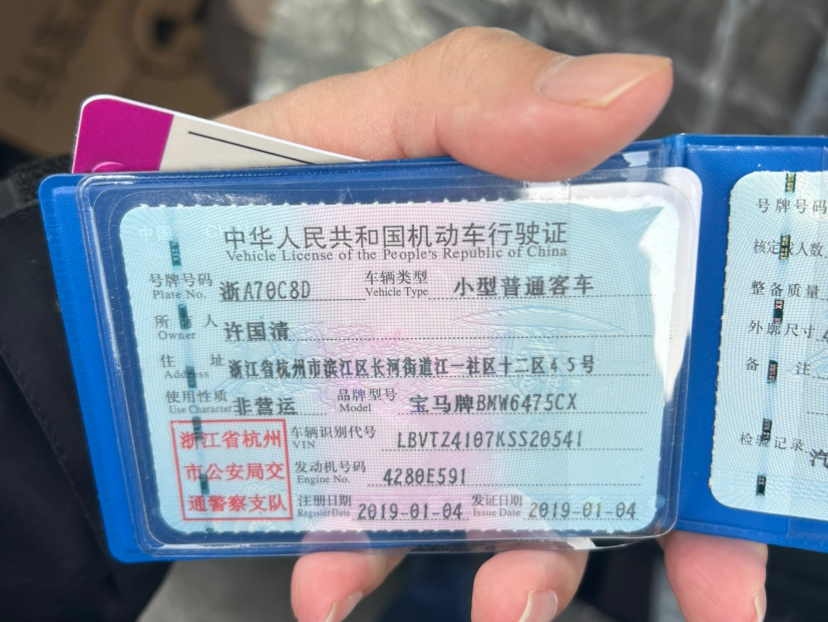 中华人民共和国机动车行驶证
Vehicle License of the People's Republic of China
号牌号码 浙A70C8D 车辆类型 小型普通客车
Plate No. Vehicle Type
所 人 许国清
Owner
住 址 浙江省杭州市滨江区长河街道江一社区十二区45号
Address
使用性质 非营运 品牌型号 宝马牌BMW6475CX
Use Character Model
浙江省杭州
市公安局交
通警察支队
车辆识别代号 LBVTZ4107KSS20541
VIN
发动机号码 4280E591
Engine No.
注册日期 2019-01-04 发证日期 2019-01-04
Register Date Issue Date
号牌号码
核定 人数
整备质量
外廓尺寸
备 注
检验记录